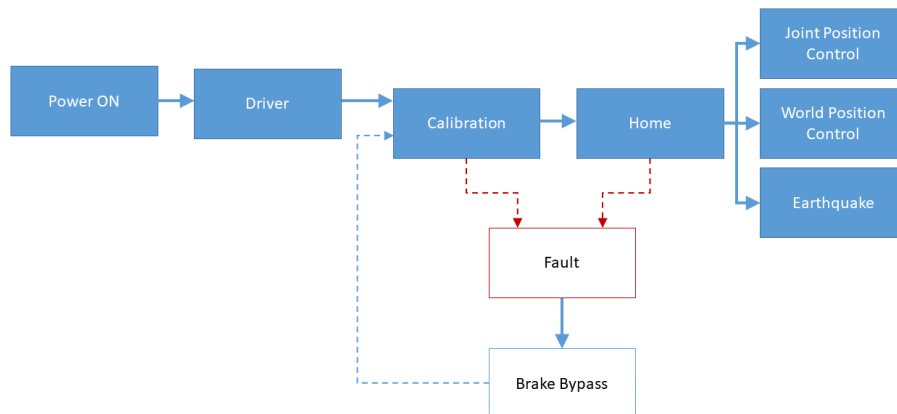 Power ON
Driver
Calibration
Home
Joint Position
Control
World Position
Control
Earthquake
Fault
Brake Bypass